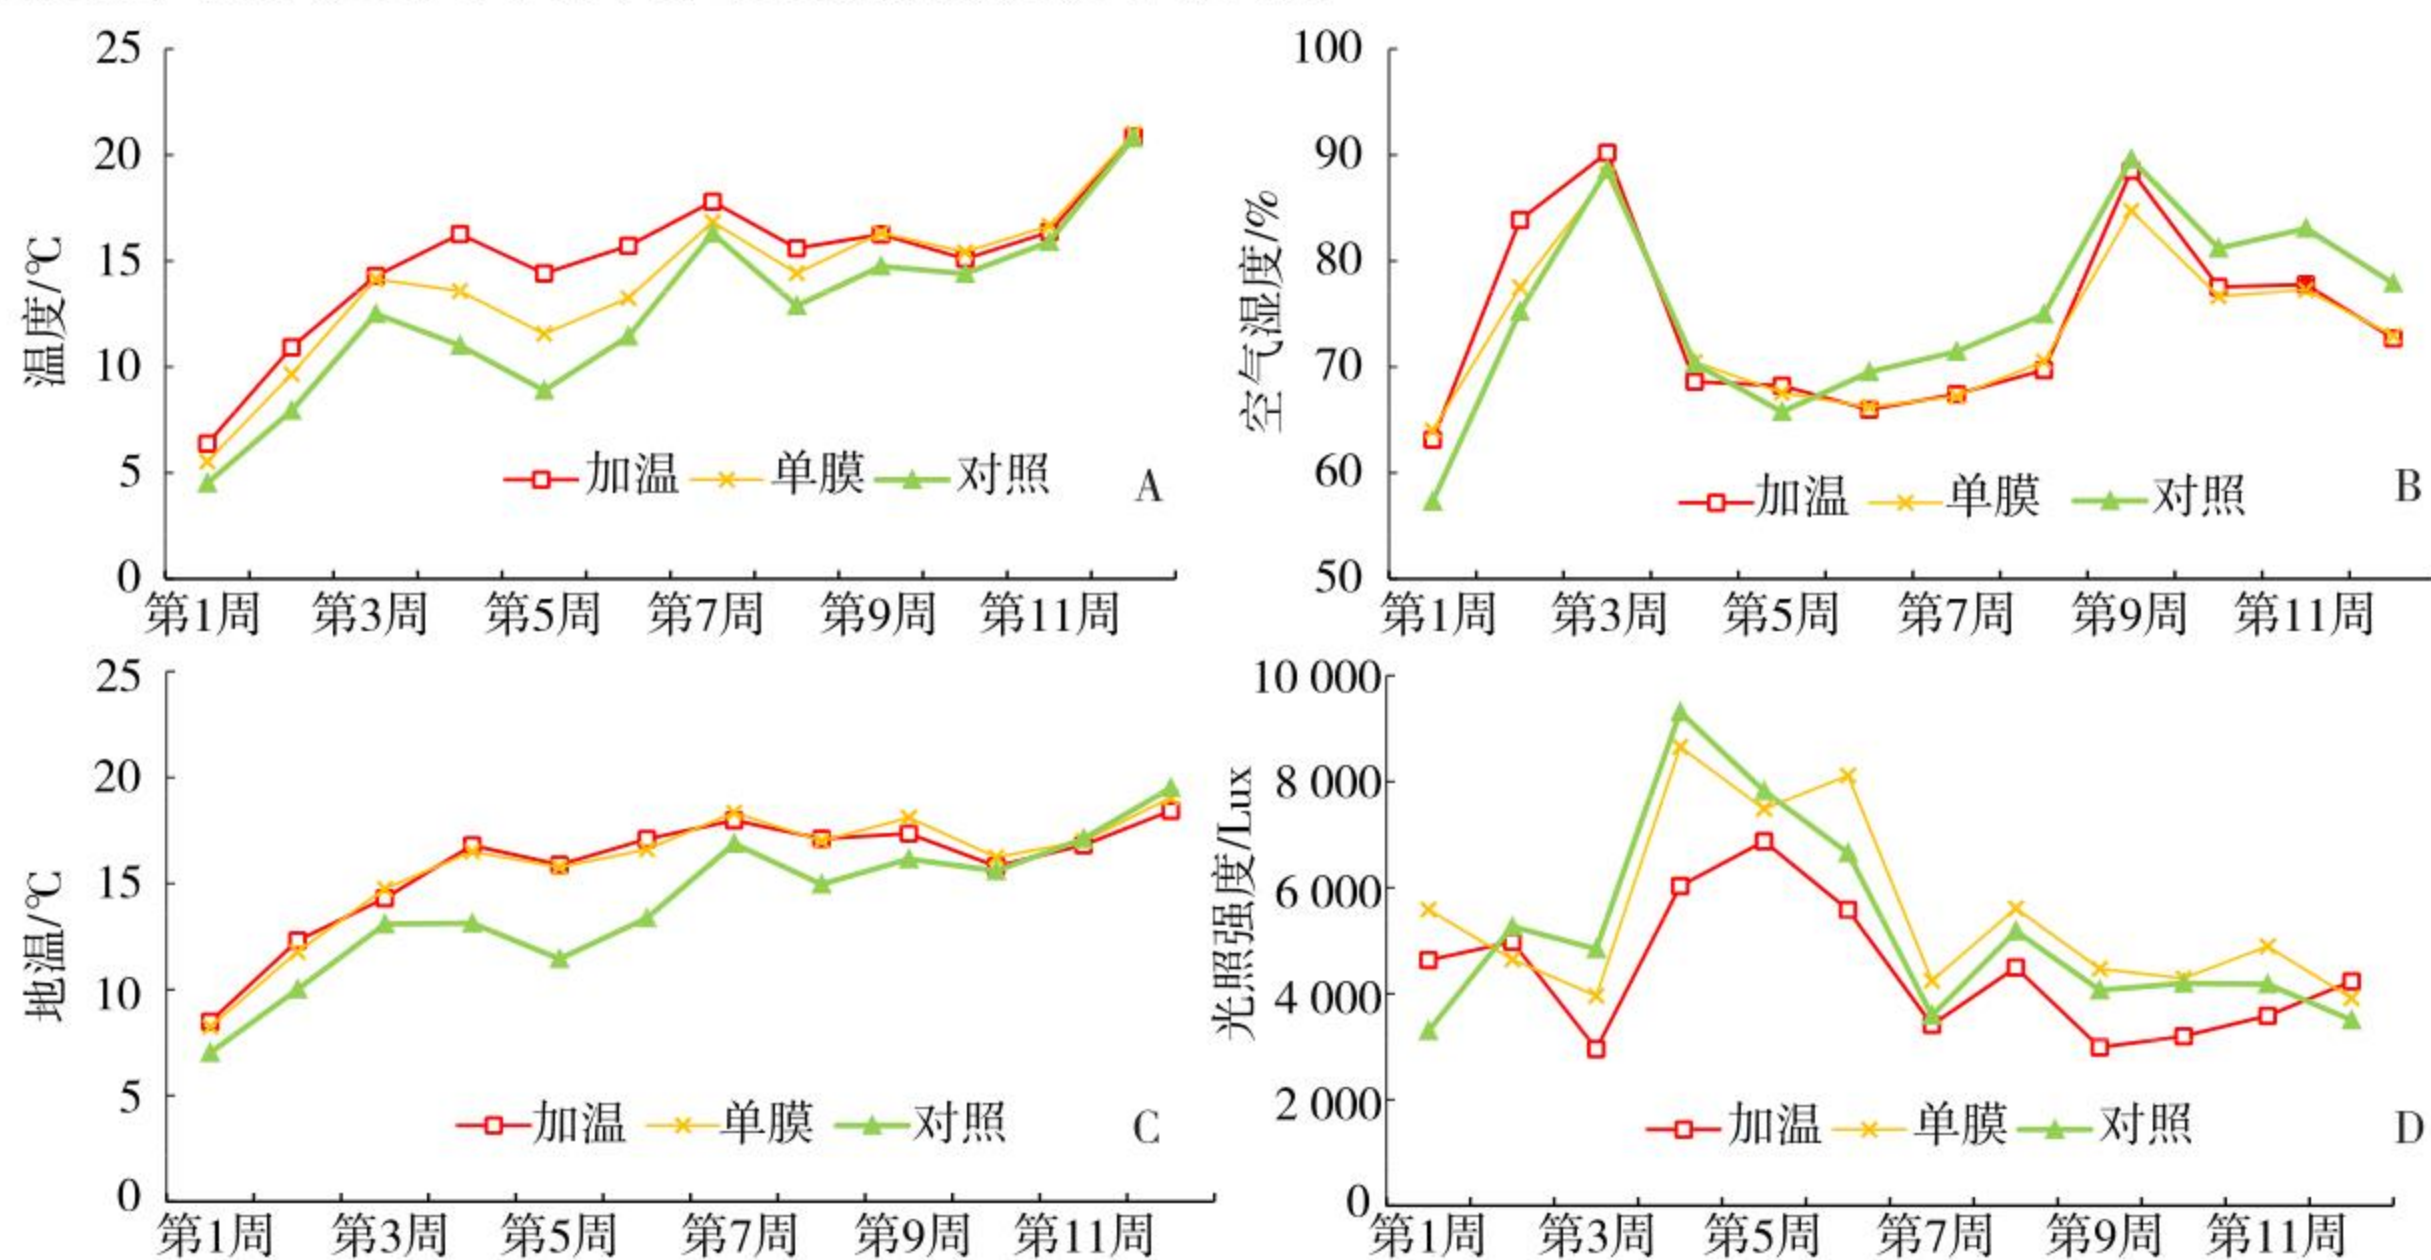 25
20
15
10
5
0
温度/℃
加温 单膜 对照 A
第1周 第3周 第5周 第7周 第9周 第11周
100
90
80
70
60
50
空气湿度/%
加温 单膜 对照 B
第1周 第3周 第5周 第7周 第9周 第11周
25
20
15
10
5
0
地温/℃
加温 单膜 对照 C
第1周 第3周 第5周 第7周 第9周 第11周
10 000
8 000
6 000
4 000
2 000
0
光照强度/Lux
加温 单膜 对照 D
第1周 第3周 第5周 第7周 第9周 第11周